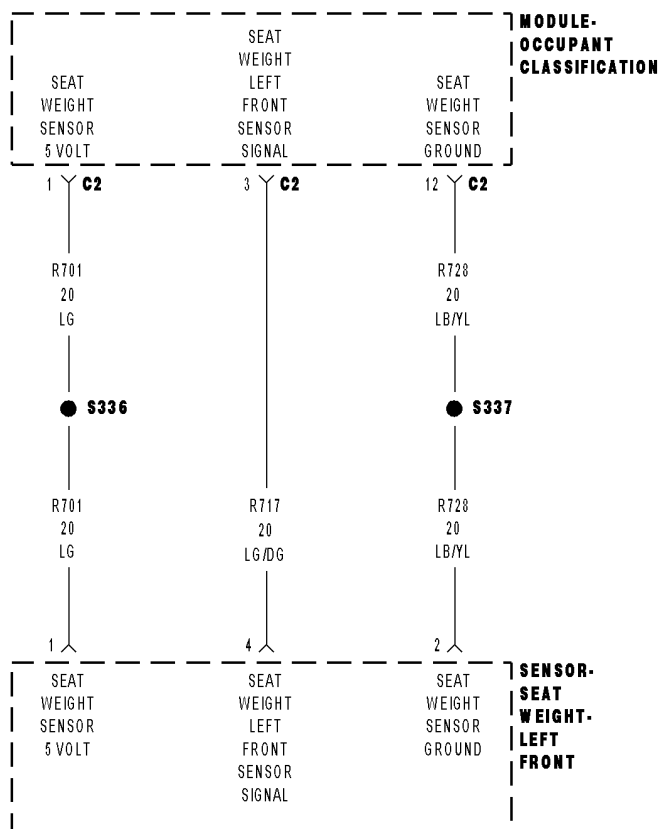 MODULE-
OCCUPANT
CLASSIFICATION
SEAT
WEIGHT
SENSOR
5 VOLT
SEAT
WEIGHT
LEFT
FRONT
SENSOR
SIGNAL
SEAT
WEIGHT
SENSOR
GROUND
1 C2
3 C2
12 C2
R701
20
LG
R728
20
LB/YL
S336
S337
R701
20
LG
R717
20
LG/DG
R728
20
LB/YL
1
4
2
SEAT
WEIGHT
SENSOR
5 VOLT
SEAT
WEIGHT
LEFT
FRONT
SENSOR
SIGNAL
SEAT
WEIGHT
SENSOR
GROUND
SENSOR-
SEAT
WEIGHT-
LEFT
FRONT